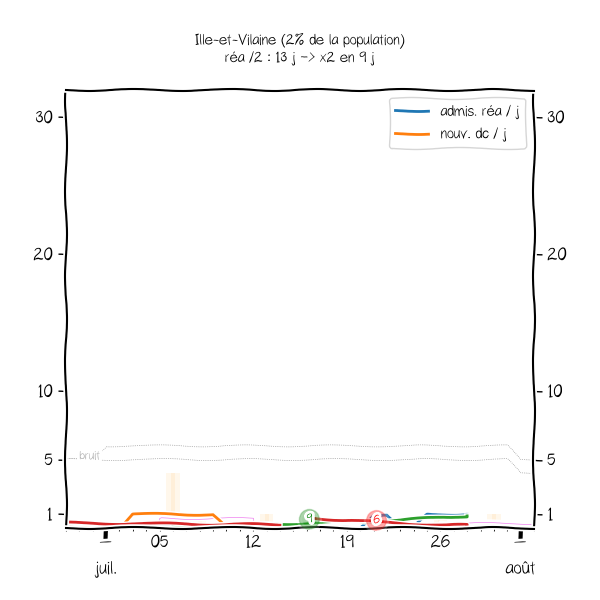 Ille-et-Vilaine (2% de la population)
réa /2 : 13 j -> x2 en 9 j
admis. réa / j
nouv. dc / j
30 30
20 20
10 10
bruit
5 5
1 9 6 1
05 12 19 26
juil. août